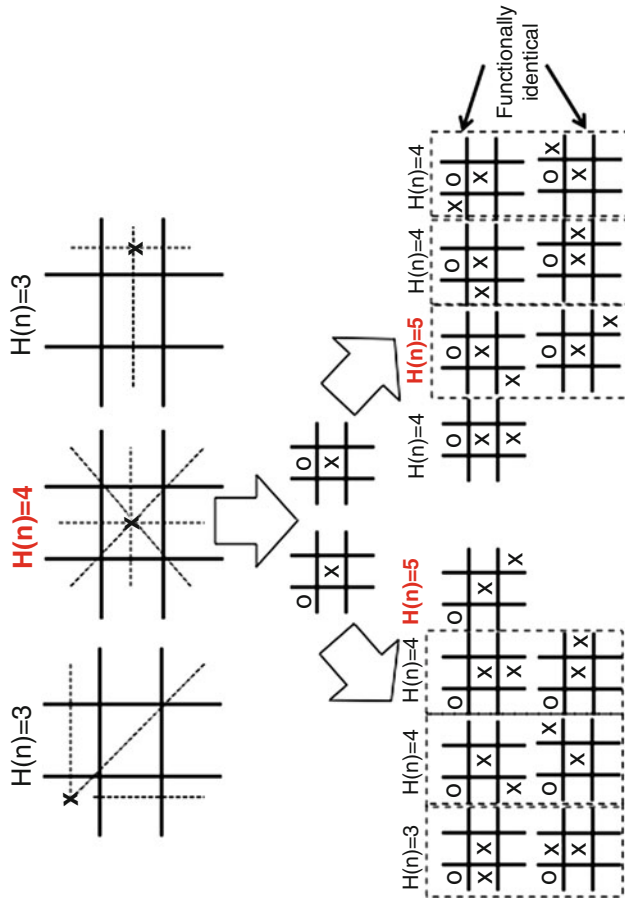 H(n)=3 H(n)=4 H(n)=3
X
X
X
O O
X X
H(n)=3 H(n)=4 H(n)=4 H(n)=5 H(n)=4 H(n)=5 H(n)=4 H(n)=4
O O O O O O O X O
X X X X X X X X X X
X X X X X
O X O X O O O O X
X X X X X X X X
X
Functionally
identical